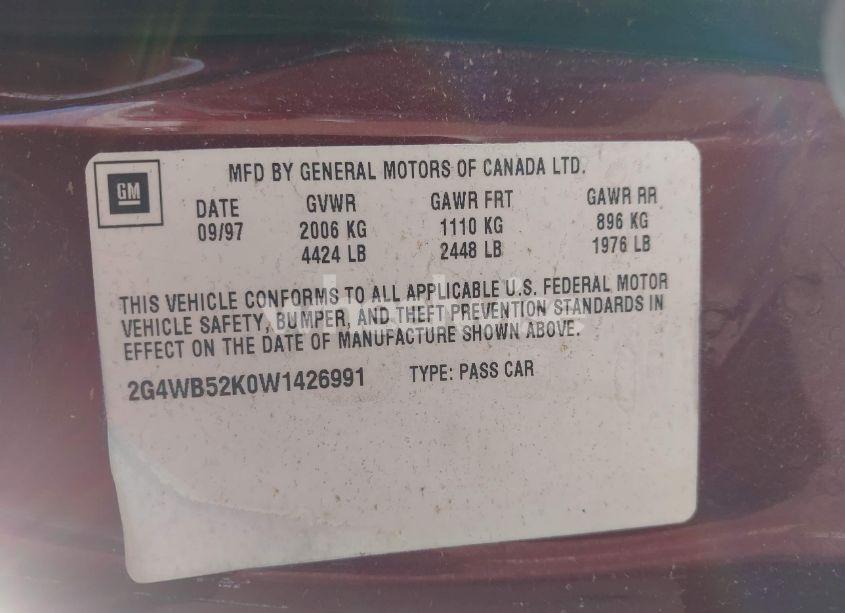 MFD BY GENERAL MOTORS OF CANADA LTD.
GM
DATE GVWR GAWR FRT GAWR RR
09/97 2006 KG 1110 KG 896 KG
4424 LB 2448 LB 1976 LB
THIS VEHICLE CONFORMS TO ALL APPLICABLE U.S. FEDERAL MOTOR
VEHICLE SAFETY, BUMPER, AND THEFT PREVENTION STANDARDS IN
EFFECT ON THE DATE OF MANUFACTURE SHOWN ABOVE.
2G4WB52K0W1426991 TYPE: PASS CAR